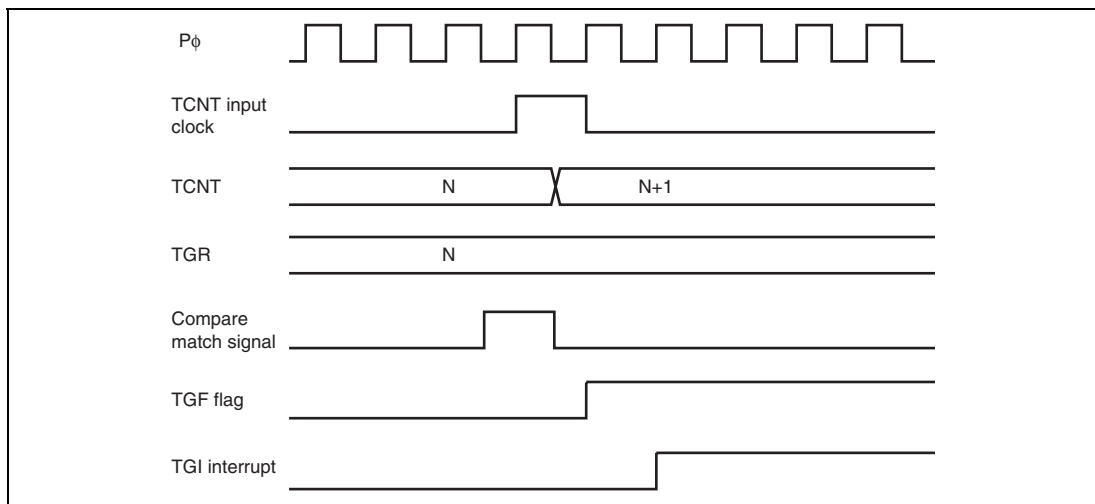 Pϕ
TCNT input
clock
TCNT
N
N+1
TGR
N
Compare
match signal
TGF flag
TGI interrupt